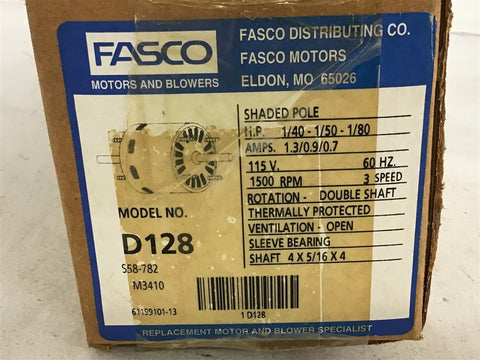 FASCO
MOTORS AND BLOWERS
FASCO DISTRIBUTING CO.
FASCO MOTORS
ELDON, MO 65026
SHADED POLE
H.P. 1/40 - 1/50 - 1/80
AMPS. 1.3/0.9/0.7
115 V. 60 HZ.
1500 RPM 3 SPEED
ROTATION - DOUBLE SHAFT
THERMALLY PROTECTED
VENTILATION - OPEN
SLEEVE BEARING
SHAFT 4 X 5/16 X 4
MODEL NO.
D128
S58-782
M3410
61199101-13
1 D128
REPLACEMENT MOTOR AND BLOWER SPECIALIST